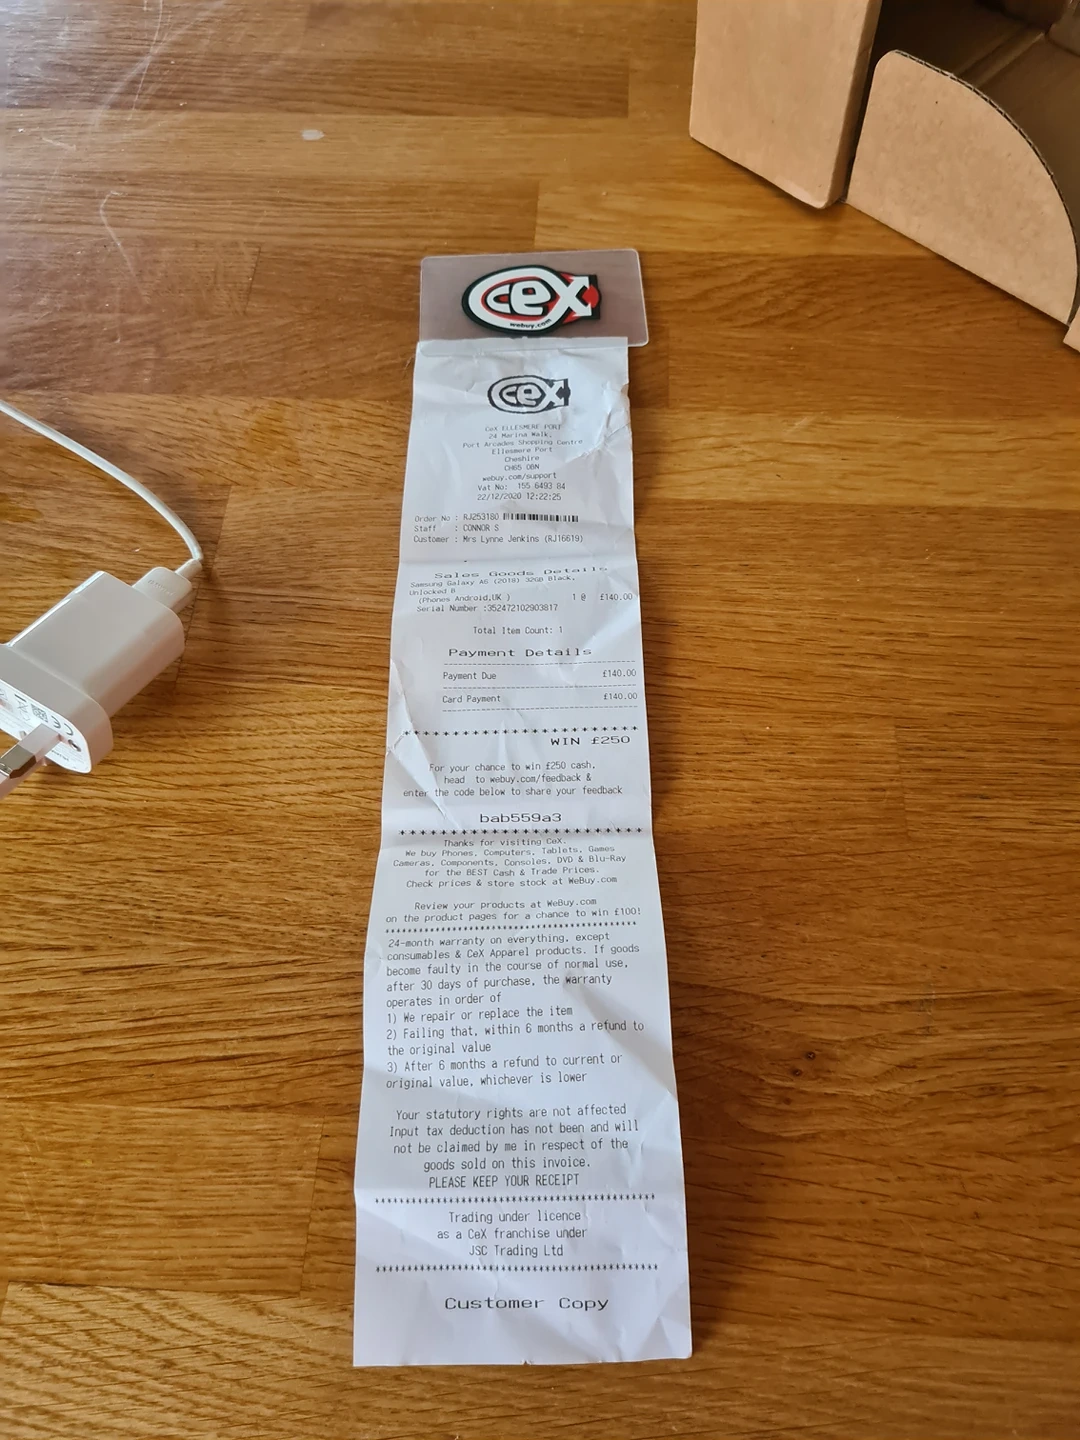 cex
webuy.com
cex
CeX ELLESMERE PORT
24 Marina Walk,
Port Arcades Shopping Centre
Ellesmere Port
Cheshire
CH65 0BN
webuy.com/support
Vat No: 155 6493 84
22/12/2020 12:22:25
Order No : RJ253180
Staff : CONNOR S
Customer : Mrs Lynne Jenkins (RJ16619)
Sales Goods Details
Samsung Galaxy A6 (2018) 32GB Black,
Unlocked B
(Phones Android,UK ) 1 @ £140.00
Serial Number :352472102903817
Total Item Count: 1
Payment Details
Payment Due £140.00
Card Payment £140.00
WIN £250
For your chance to win £250 cash,
head to webuy.com/feedback &
enter the code below to share your feedback
bab559a3
Thanks for visiting CeX.
We buy Phones, Computers, Tablets, Games
Cameras, Components, Consoles, DVD & Blu-Ray
for the BEST Cash & Trade Prices.
Check prices & store stock at WeBuy.com
Review your products at WeBuy.com
on the product pages for a chance to win £100!
24-month warranty on everything, except
consumables & CeX Apparel products. If goods
become faulty in the course of normal use,
after 30 days of purchase, the warranty
operates in order of
1) We repair or replace the item
2) Failing that, within 6 months a refund to
the original value
3) After 6 months a refund to current or
original value, whichever is lower
Your statutory rights are not affected
Input tax deduction has not been and will
not be claimed by me in respect of the
goods sold on this invoice.
PLEASE KEEP YOUR RECEIPT
Trading under licence
as a CeX franchise under
JSC Trading Ltd
Customer Copy